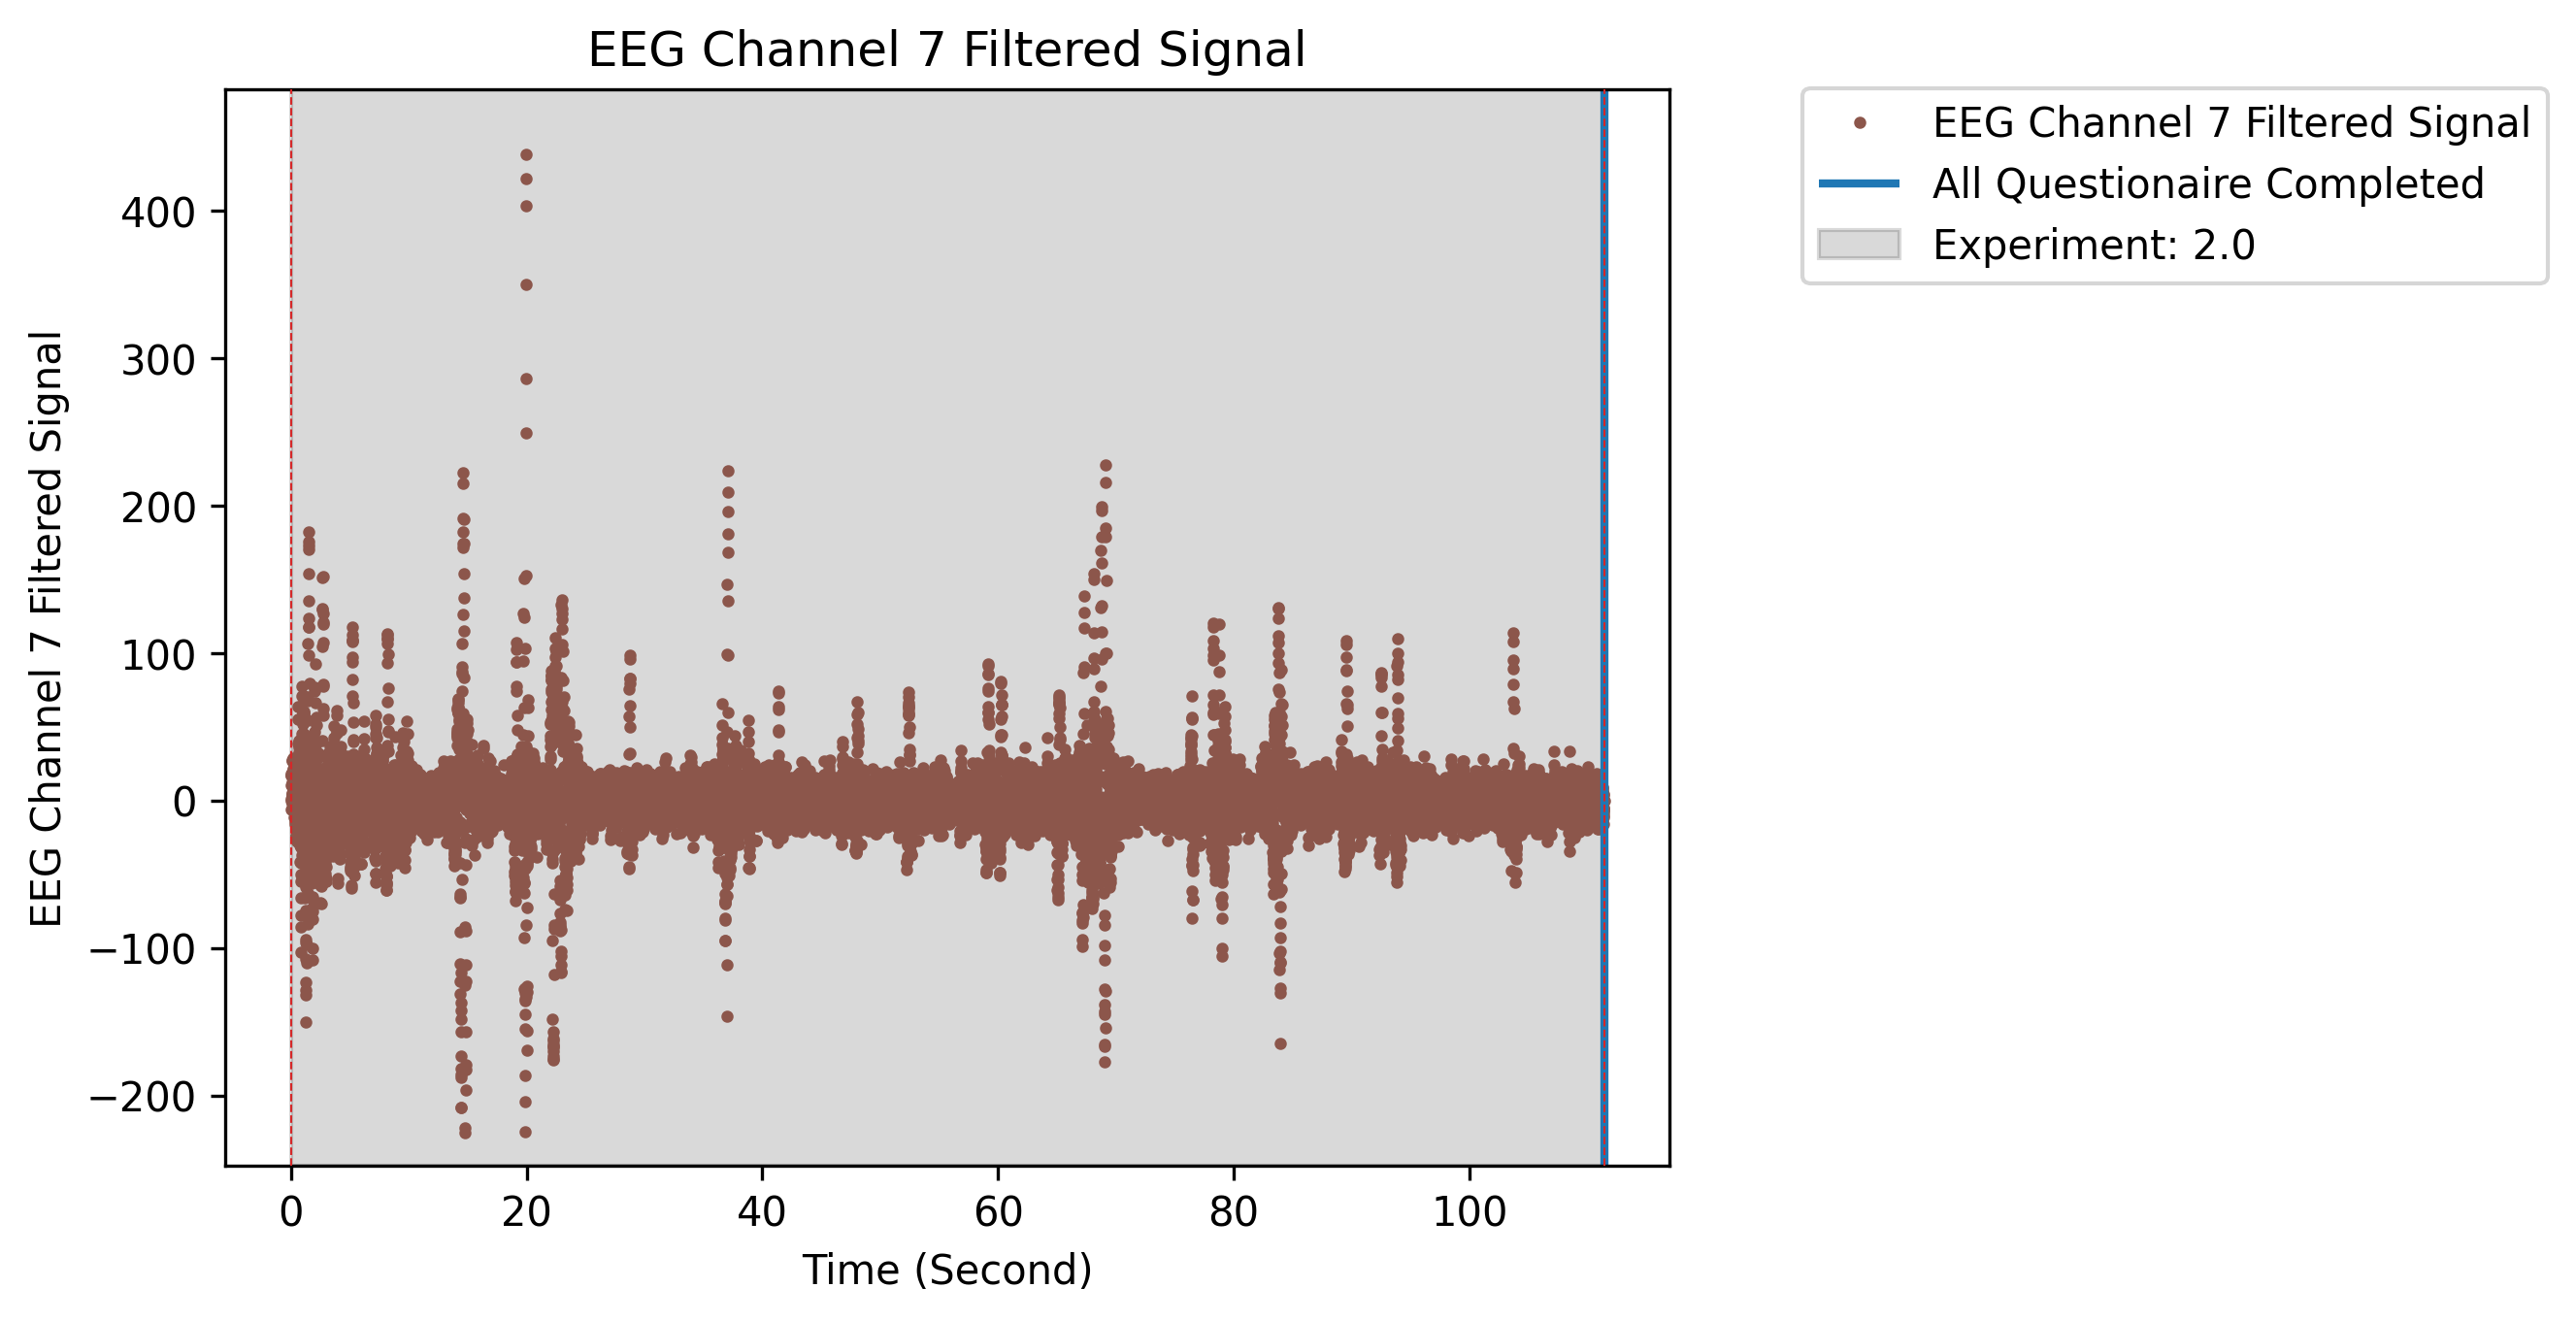 EEG Channel 7 Filtered Signal
EEG Channel 7 Filtered Signal
All Questionaire Completed
Experiment: 2.0
EEG Channel 7 Filtered Signal
400
300
200
100
0
−100
−200
0 20 40 60 80 100
Time (Second)